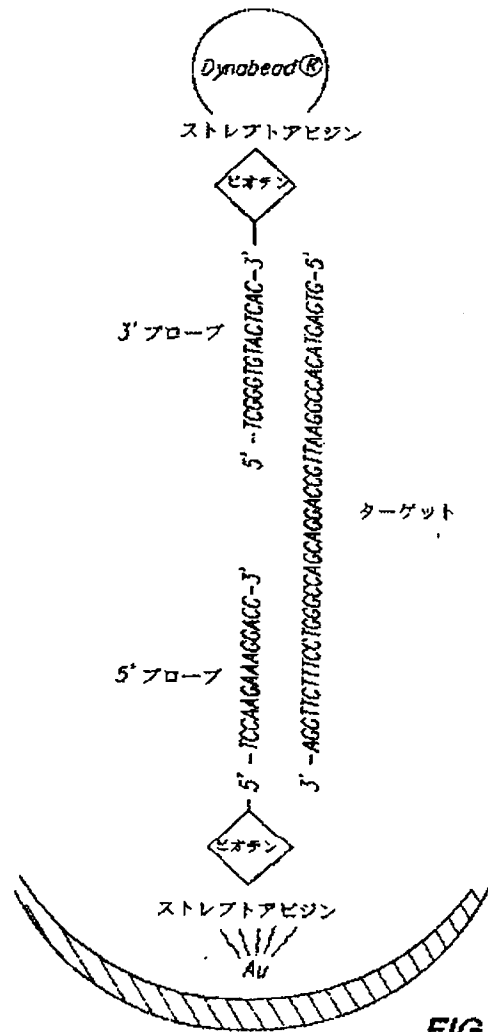 Dynabead®
ストレプトアビジン
ビオチン
3' プローブ
5' -TCGGGTGTACTCAC-3'
3' -AGGTTCTTTCCTGGGCCAGCAGGACCGTTAAGGCCACATGAGTG-5'
ターゲット
5' プローブ
5' -TCCAAGAAAGGACC-3'
ビオチン
ストレプトアビジン
Au
FIG